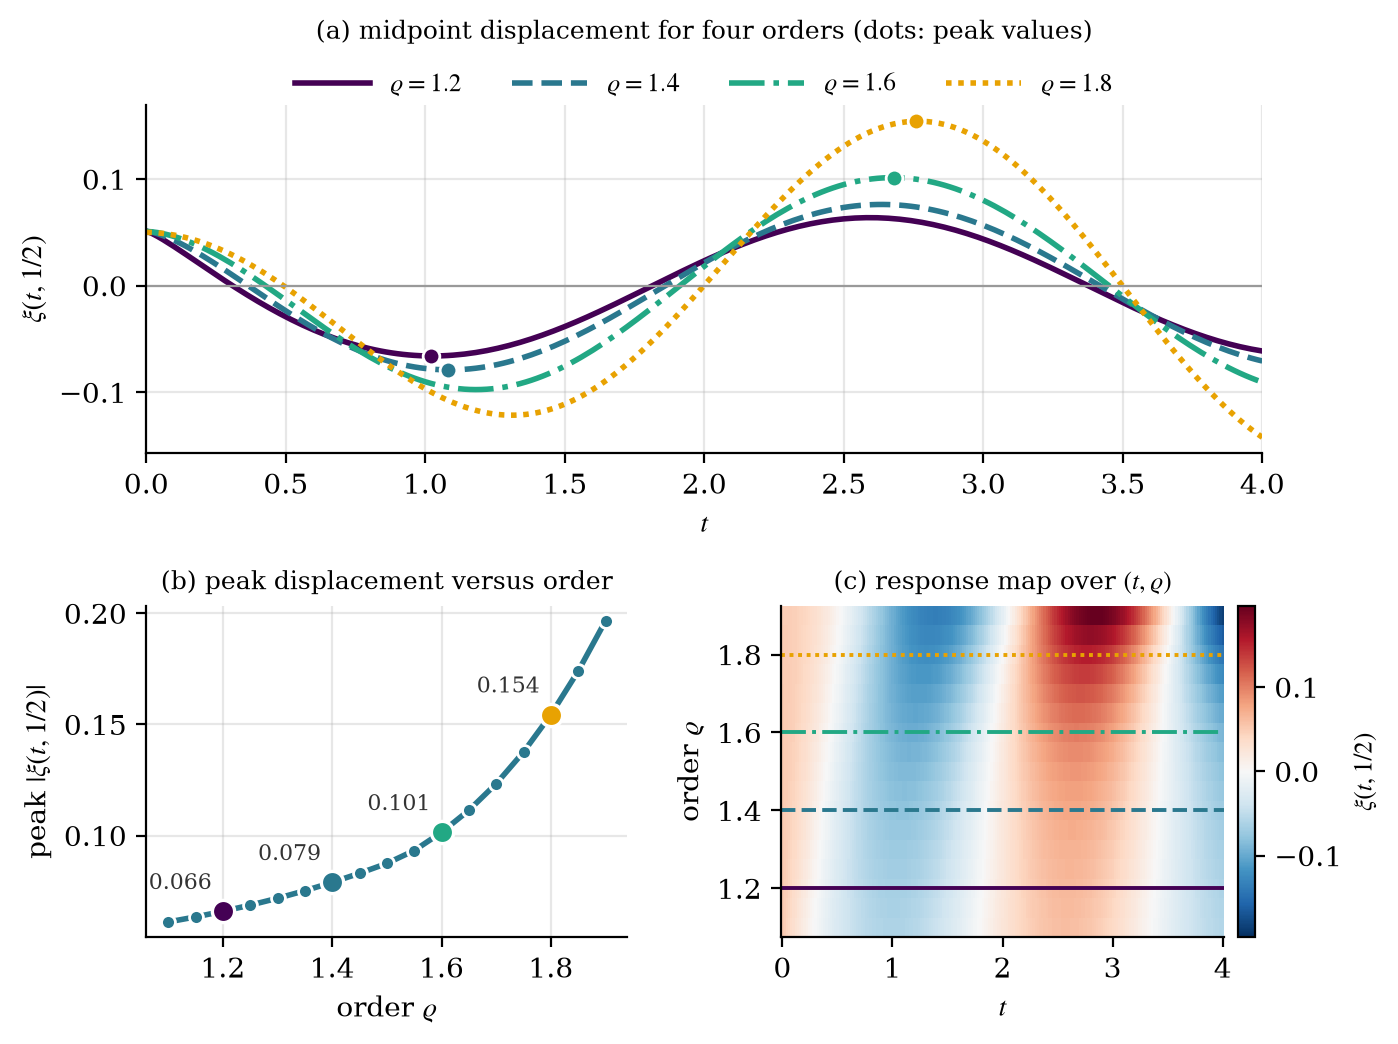 (a) midpoint displacement for four orders (dots: peak values)
ϱ = 1.2 ϱ = 1.4 ϱ = 1.6 ϱ = 1.8
ξ(t, 1/2)
0.1
0.0
−0.1
0.0 0.5 1.0 1.5 2.0 2.5 3.0 3.5 4.0
t
(b) peak displacement versus order
peak |ξ(t, 1/2)|
0.20
0.15
0.10
0.154
0.101
0.079
0.066
1.2 1.4 1.6 1.8
order ϱ
(c) response map over (t, ϱ)
order ϱ
1.8
1.6
1.4
1.2
0 1 2 3 4
t
0.1
0.0
−0.1
ξ(t, 1/2)